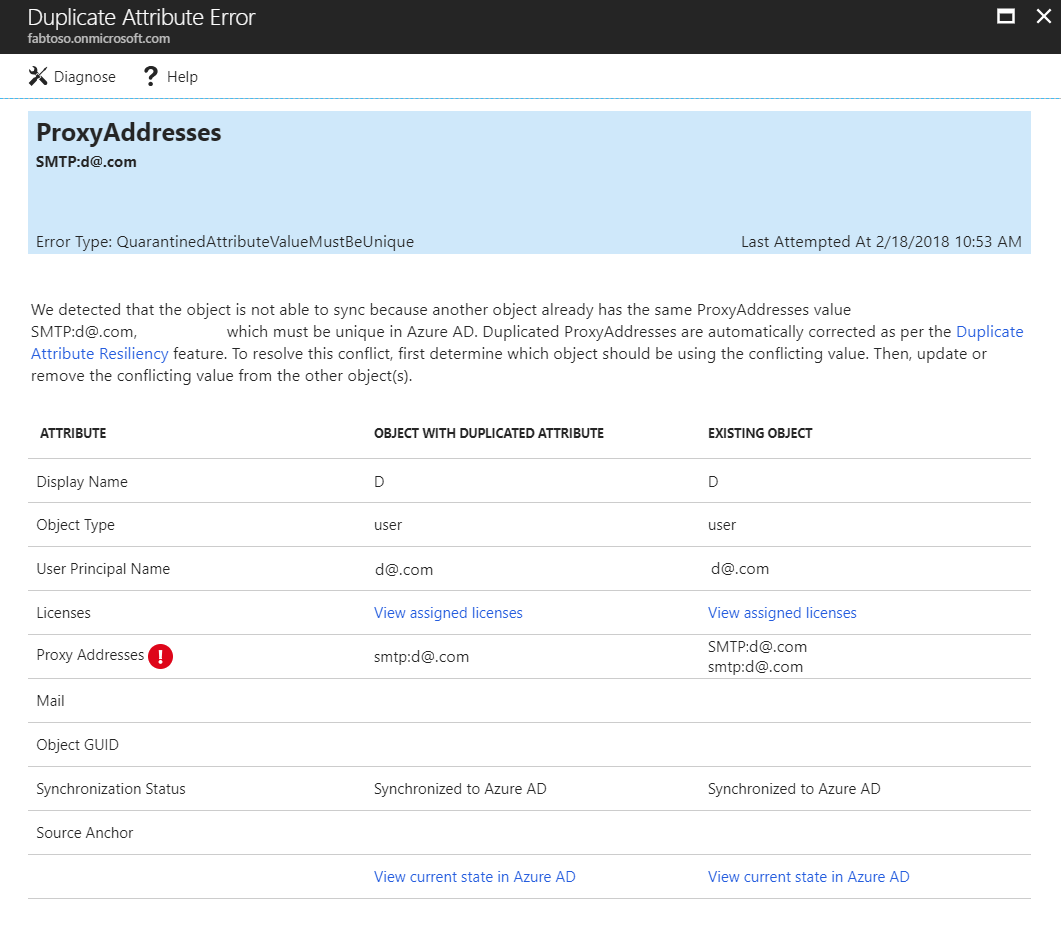 Duplicate Attribute Error
fabtoso.onmicrosoft.com
Diagnose ? Help
ProxyAddresses
SMTP:d@.com
Error Type: QuarantinedAttributeValueMustBeUnique Last Attempted At 2/18/2018 10:53 AM
We detected that the object is not able to sync because another object already has the same ProxyAddresses value
SMTP:d@.com, which must be unique in Azure AD. Duplicated ProxyAddresses are automatically corrected as per the Duplicate
Attribute Resiliency feature. To resolve this conflict, first determine which object should be using the conflicting value. Then, update or
remove the conflicting value from the other object(s).
ATTRIBUTE OBJECT WITH DUPLICATED ATTRIBUTE EXISTING OBJECT
Display Name D D
Object Type user user
User Principal Name d@.com d@.com
Licenses View assigned licenses View assigned licenses
Proxy Addresses ! smtp:d@.com SMTP:d@.com
smtp:d@.com
Mail
Object GUID
Synchronization Status Synchronized to Azure AD Synchronized to Azure AD
Source Anchor
View current state in Azure AD View current state in Azure AD